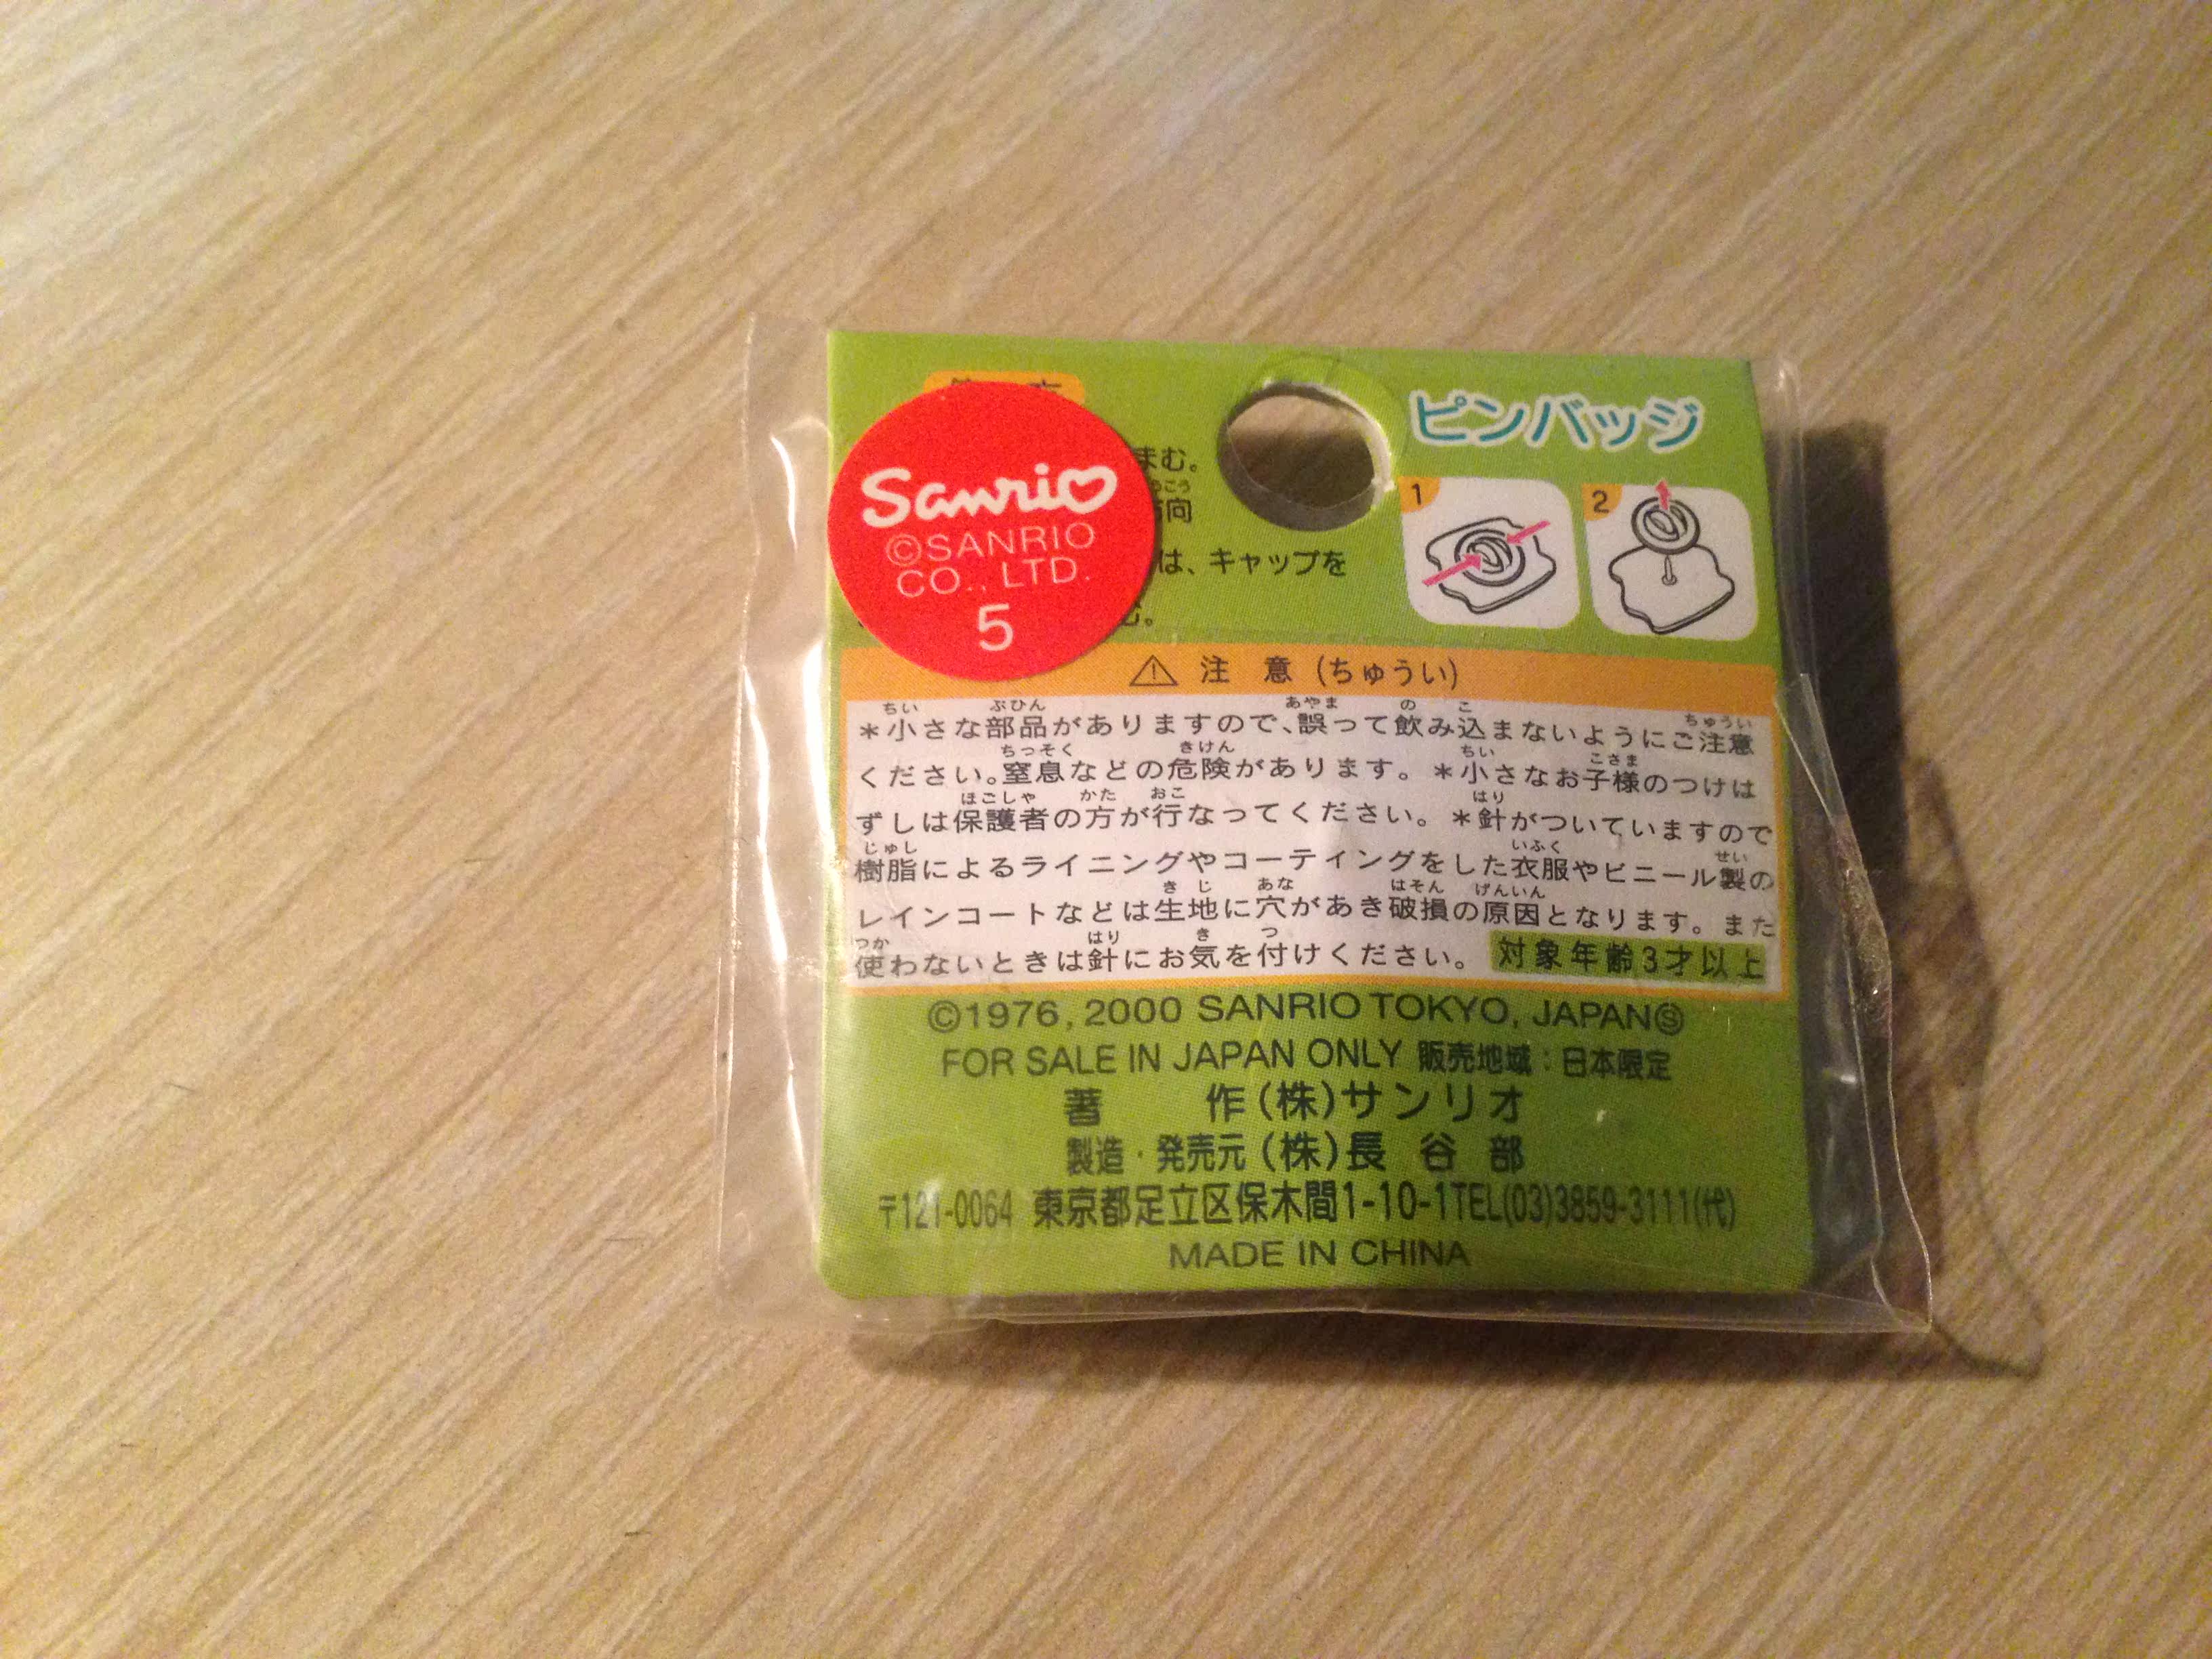 ピンバッジ
Sanrio
©SANRIO
CO., LTD.
5
まむ。
向
は、キャップを
む。
1
2
⚠ 注 意 (ちゅうい)
*小さな部品がありますので、誤って飲み込まないようにご注意
ください。窒息などの危険があります。*小さなお子様のつけは
ずしは保護者の方が行なってください。*針がついていますので
樹脂によるライニングやコーティングをした衣服やビニール製の
レインコートなどは生地に穴があき破損の原因となります。また
使わないときは針にお気を付けください。 対象年齢3才以上
©1976, 2000 SANRIO TOKYO, JAPANⓈ
FOR SALE IN JAPAN ONLY 販売地域:日本限定
著 作(株)サンリオ
製造・発売元(株)長 谷 部
〒121-0064 東京都足立区保木間1-10-1TEL(03)3859-3111(代)
MADE IN CHINA